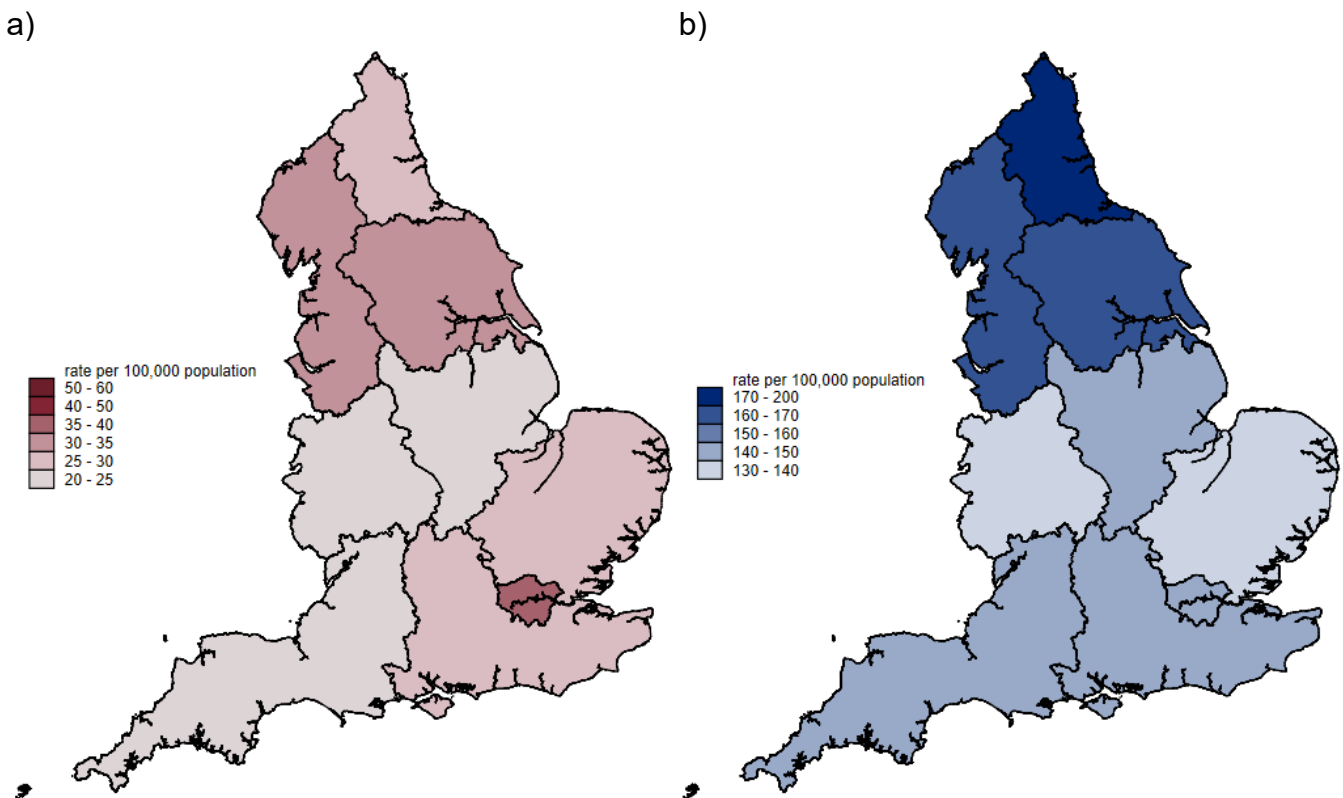 a)
b)
rate per 100,000 population
50 - 60
40 - 50
35 - 40
30 - 35
25 - 30
20 - 25
rate per 100,000 population
170 - 200
160 - 170
150 - 160
140 - 150
130 - 140